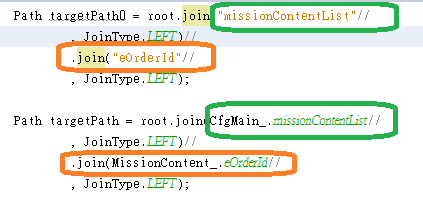 Path targetPath0 = root.join("missionContentList"//
, JoinType.LEFT)//
.join("eOrderId"//
, JoinType.LEFT);
Path targetPath = root.join(CfgMain_.missionContentList//
, JoinType.LEFT)//
.join(MissionContent_.eOrderId//
, JoinType.LEFT);